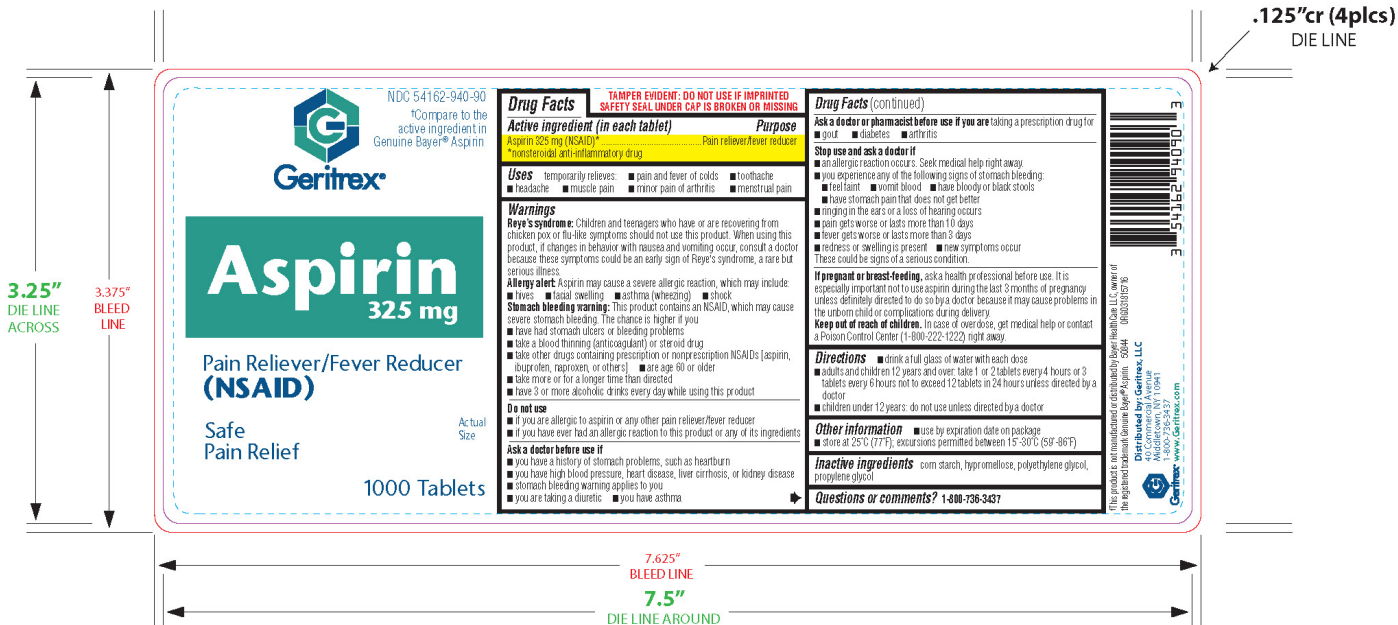 .125”cr (4plcs)
DIE LINE
3.25”
DIE LINE
ACROSS
3.375”
BLEED
LINE
NDC 54162-940-90
†Compare to the
active ingredient in
Genuine Bayer® Aspirin
Geritrex®
Aspirin
325 mg
Pain Reliever/Fever Reducer
(NSAID)
Safe
Pain Relief
Actual
Size
1000 Tablets
Drug Facts
TAMPER EVIDENT: DO NOT USE IF IMPRINTED
SAFETY SEAL UNDER CAP IS BROKEN OR MISSING
Active ingredient (in each tablet) Purpose
Aspirin 325 mg (NSAID)* ........................................ Pain reliever/fever reducer
*nonsteroidal anti-inflammatory drug
Uses temporarily relieves: ■ pain and fever of colds ■ toothache
■ headache ■ muscle pain ■ minor pain of arthritis ■ menstrual pain
Warnings
Reye's syndrome: Children and teenagers who have or are recovering from
chicken pox or flu-like symptoms should not use this product. When using this
product, if changes in behavior with nausea and vomiting occur, consult a doctor
because these symptoms could be an early sign of Reye's syndrome, a rare but
serious illness.
Allergy alert: Aspirin may cause a severe allergic reaction, which may include:
■ hives ■ facial swelling ■ asthma (wheezing) ■ shock
Stomach bleeding warning: This product contains an NSAID, which may cause
severe stomach bleeding. The chance is higher if you
■ have had stomach ulcers or bleeding problems
■ take a blood thinning (anticoagulant) or steroid drug
■ take other drugs containing prescription or nonprescription NSAIDs [aspirin,
ibuprofen, naproxen, or others] ■ are age 60 or older
■ take more or for a longer time than directed
■ have 3 or more alcoholic drinks every day while using this product
Do not use
■ if you are allergic to aspirin or any other pain reliever/fever reducer
■ if you have ever had an allergic reaction to this product or any of its ingredients
Ask a doctor before use if
■ you have a history of stomach problems, such as heartburn
■ you have high blood pressure, heart disease, liver cirrhosis, or kidney disease
■ stomach bleeding warning applies to you
■ you are taking a diuretic ■ you have asthma
Drug Facts (continued)
Ask a doctor or pharmacist before use if you are taking a prescription drug for
■ gout ■ diabetes ■ arthritis
Stop use and ask a doctor if
■ an allergic reaction occurs. Seek medical help right away.
■ you experience any of the following signs of stomach bleeding:
■ feel faint ■ vomit blood ■ have bloody or black stools
■ have stomach pain that does not get better
■ ringing in the ears or a loss of hearing occurs
■ pain gets worse or lasts more than 10 days
■ fever gets worse or lasts more than 3 days
■ redness or swelling is present ■ new symptoms occur
These could be signs of a serious condition.
If pregnant or breast-feeding, ask a health professional before use. It is
especially important not to use aspirin during the last 3 months of pregnancy
unless definitely directed to do so by a doctor because it may cause problems in
the unborn child or complications during delivery.
Keep out of reach of children. In case of overdose, get medical help or contact
a Poison Control Center (1-800-222-1222) right away.
Directions ■ drink a full glass of water with each dose
■ adults and children 12 years and over: take 1 or 2 tablets every 4 hours or 3
tablets every 6 hours not to exceed 12 tablets in 24 hours unless directed by a
doctor
■ children under 12 years: do not use unless directed by a doctor
Other information ■ use by expiration date on package
■ store at 25°C (77°F); excursions permitted between 15°-30°C (59°-86°F)
Inactive ingredients corn starch, hypromellose, polyethylene glycol,
propylene glycol
Questions or comments? 1-800-736-3437
3 54162 94090 3
†This product is not manufactured or distributed by Bayer HealthCare LLC, owner of
the registered trademark Genuine Bayer® Aspirin. 50844 ORG031815716
Geritrex®
Distributed by: Geritrex, LLC
40 Commercial Avenue
Middletown, NY 10941
1-800-736-3437
www.Geritrex.com
7.625”
BLEED LINE
7.5”
DIE LINE AROUND